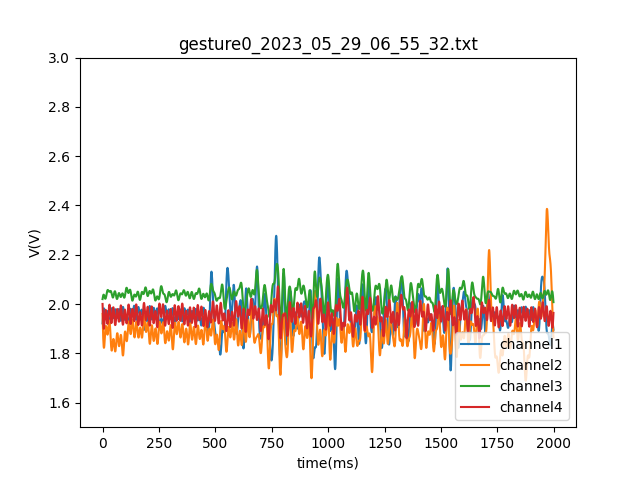 gesture0_2023_05_29_06_55_32.txt
V(V)
3.0
2.8
2.6
2.4
2.2
2.0
1.8
1.6
channel1
channel2
channel3
channel4
0 250 500 750 1000 1250 1500 1750 2000
time(ms)